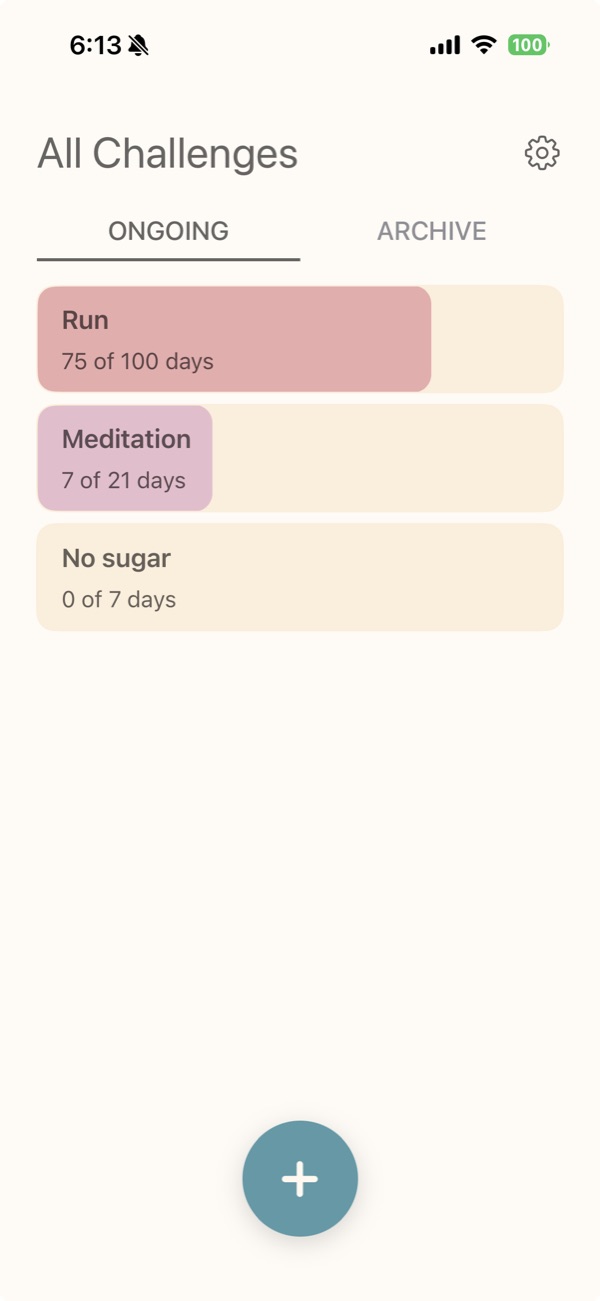 6:13
100
All Challenges
ONGOING
ARCHIVE
Run
75 of 100 days
Meditation
7 of 21 days
No sugar
0 of 7 days